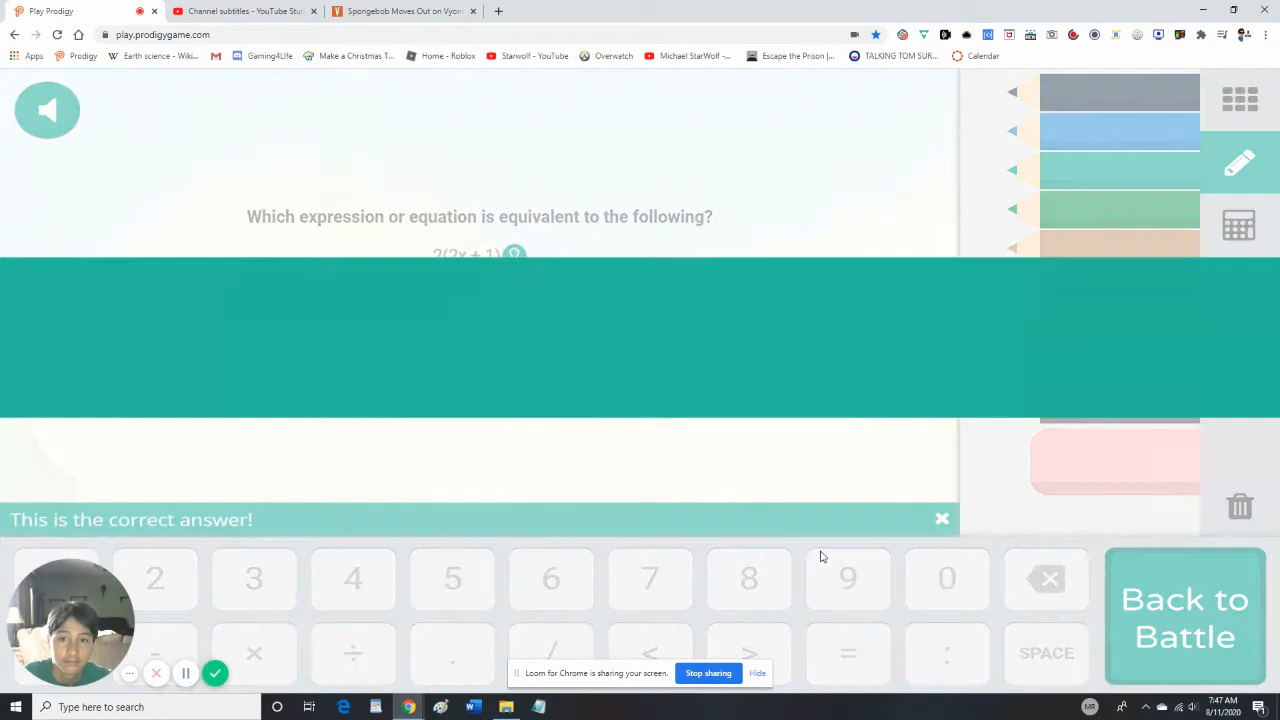 Play Prodigy
Channel subtitles - YouTube Stu
Spongebob Moves Out on Vyon
play.prodigygame.com
Apps
Prodigy
Earth science – Wiki...
Gaming4Life
Make a Christmas T...
Home - Roblox
Starwolf - YouTube
Overwatch
Michael StarWolf -...
Escape the Prison |...
TALKING TOM SUR...
Calendar
Which expression or equation is equivalent to the following?
2(2x + 1)
This is the correct answer!
2 3 4 5 6 7 8 9 0
- × ÷ . / < > = : SPACE
Back to
Battle
Loom for Chrome is sharing your screen.
Stop sharing
Hide
Type here to search
MR
7:47 AM
8/11/2020